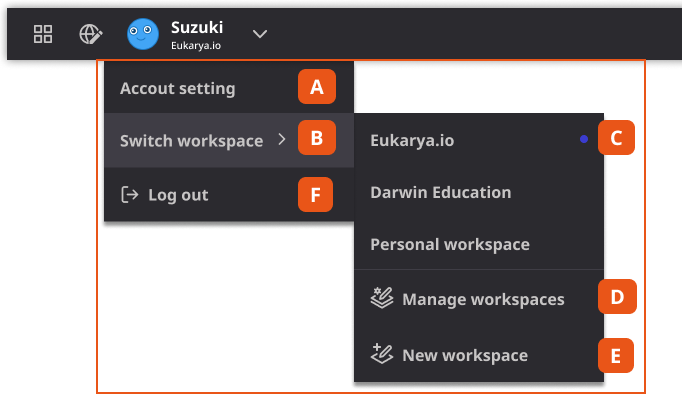 Suzuki
Eukarya.io
Accout setting A
Switch workspace B
Eukarya.io C
Darwin Education
Log out F
Personal workspace
Manage workspaces D
New workspace E